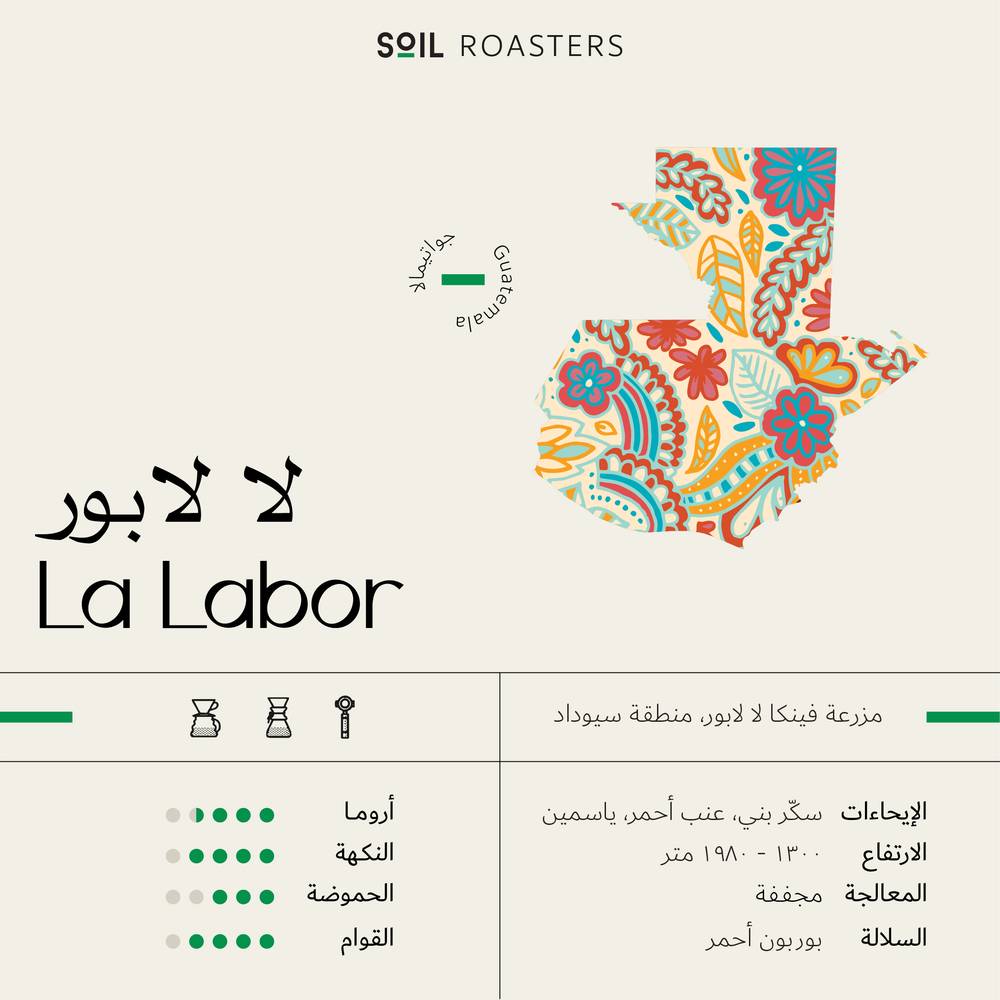 SOIL ROASTERS
جواتيمالا
Guatemala
لا لابور
La Labor
مزرعة فينكا لا لابور، منطقة سيوداد
الإيحاءات سكّر بني، عنب أحمر، ياسمين
الارتفاع ١٣٠٠ - ١٩٨٠ متر
المعالجة مجففة
السلالة بوربون أحمر
أروما
النكهة
الحموضة
القوام